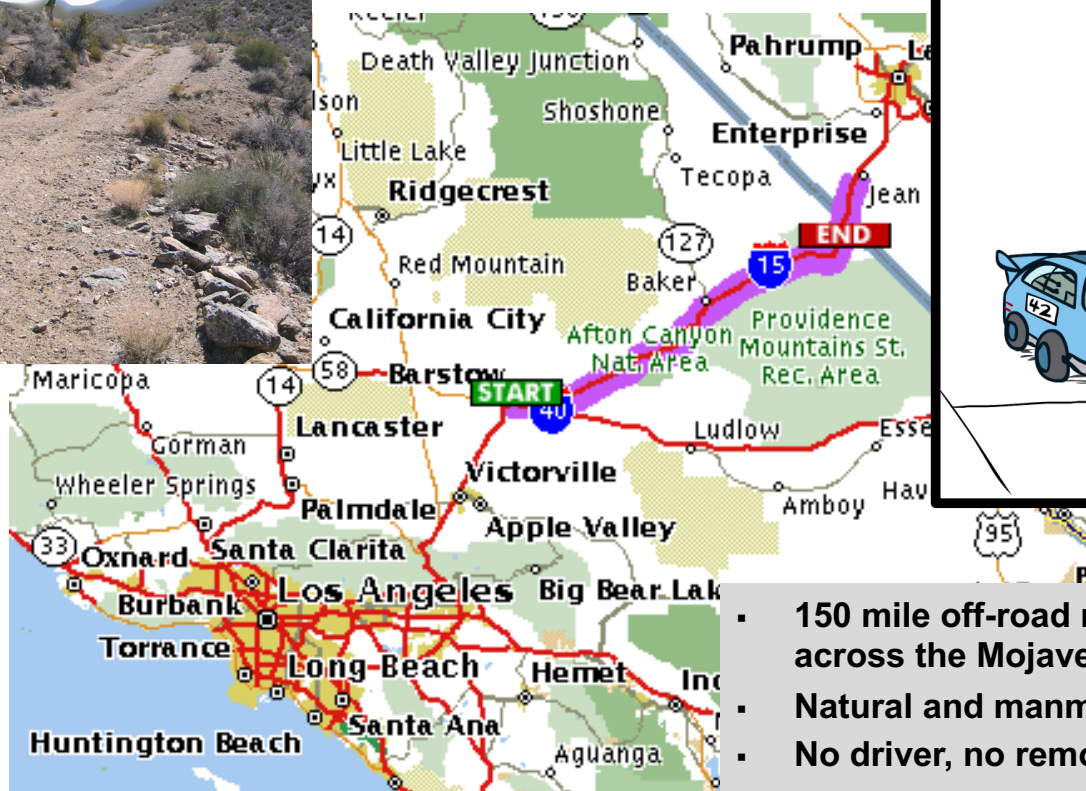 Death Valley Junction
Pahrump
Shoshone
Enterprise
Little Lake
Tecopa
Ridgecrest
Jean
14
127
END
15
Red Mountain
Baker
42
California City
Afton Canyon
Nat. Area
Providence
Mountains St.
Rec. Area
58
Barstow
Maricopa
14
START
40
Lancaster
Ludlow
Gorman
Victorville
Wheeler Springs
Palmdale
Amboy
Apple Valley
95
33
Oxnard
Santa Clarita
Los Angeles
Big Bear Lak
Burbank
Torrance
Long Beach
Hemet
Santa Ana
Huntington Beach
Aguanga
▪ 150 mile off-road
across the Mojave
▪ Natural and manm
▪ No driver, no remo